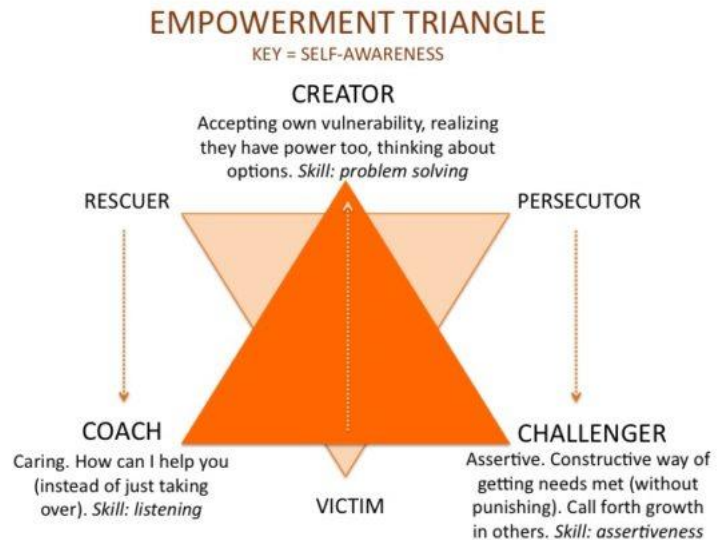 EMPOWERMENT TRIANGLE
KEY = SELF-AWARENESS
CREATOR
Accepting own vulnerability, realizing
they have power too, thinking about
options. Skill: problem solving
RESCUER
PERSECUTOR
COACH
Caring. How can I help you
(instead of just taking
over). Skill: listening
CHALLENGER
Assertive. Constructive way of
getting needs met (without
punishing). Call forth growth
in others. Skill: assertiveness
VICTIM